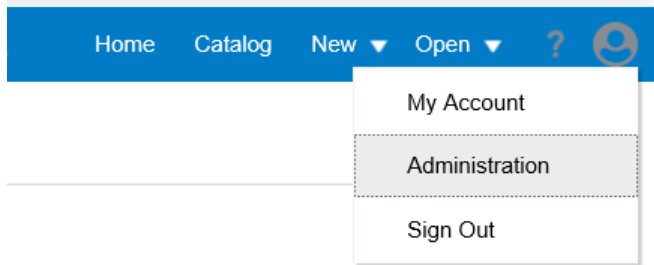 Home Catalog New ▼ Open ▼ ?
My Account
Administration
Sign Out